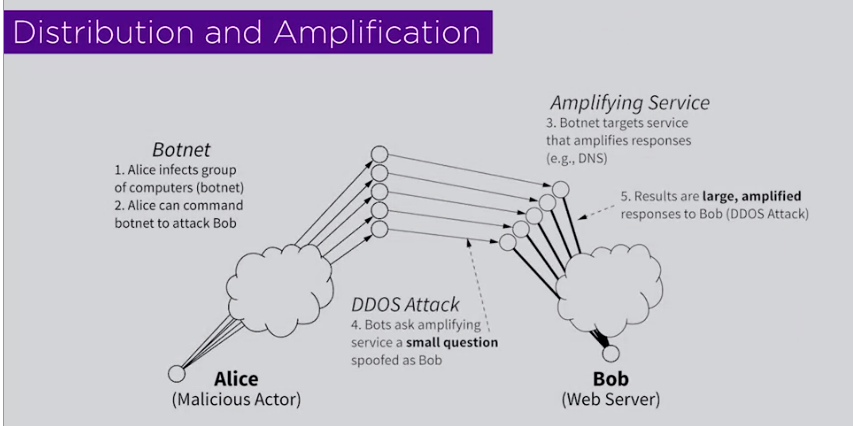 Distribution and Amplification
Botnet
1. Alice infects group
of computers (botnet)
2. Alice can command
botnet to attack Bob
Amplifying Service
3. Botnet targets service
that amplifies responses
(e.g., DNS)
5. Results are large, amplified
responses to Bob (DDOS Attack)
DDOS Attack
4. Bots ask amplifying
service a small question
spoofed as Bob
Alice
(Malicious Actor)
Bob
(Web Server)